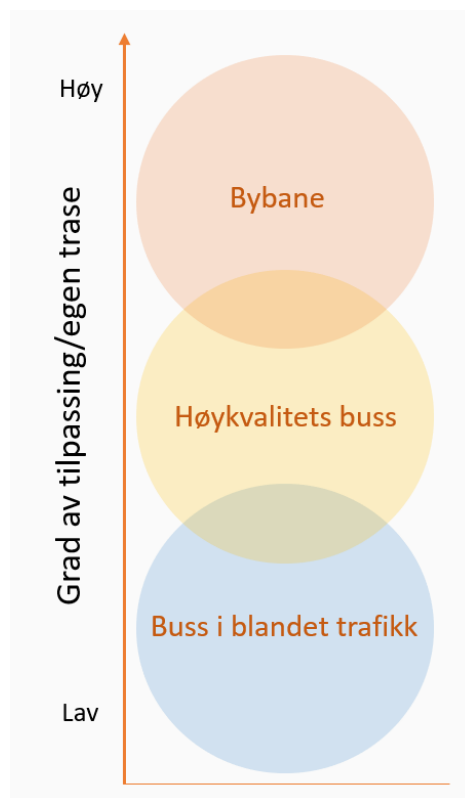 Høy
Bybane
Grad av tilpassing/egen trase
Høykvalitets buss
Buss i blandet trafikk
Lav